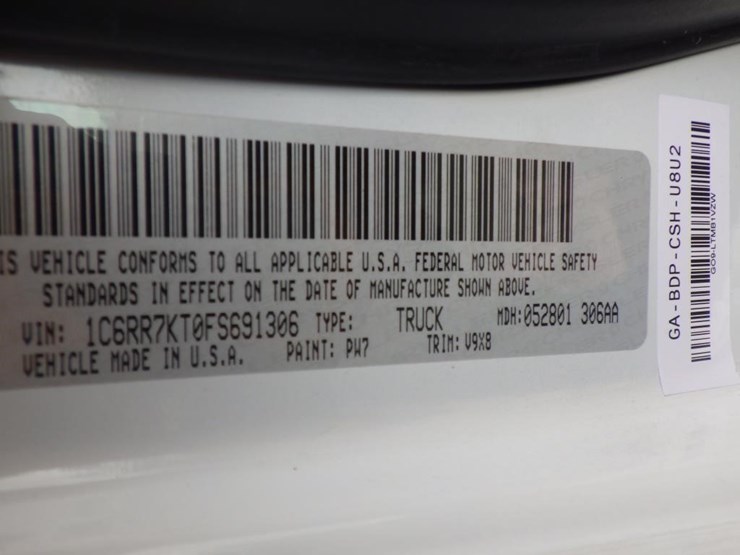 IS VEHICLE CONFORMS TO ALL APPLICABLE U.S.A. FEDERAL MOTOR VEHICLE SAFETY
STANDARDS IN EFFECT ON THE DATE OF MANUFACTURE SHOWN ABOVE.
VIN: 1C6RR7KT0FS691306 TYPE: TRUCK MDH:052801 306AA
VEHICLE MADE IN U.S.A. PAINT: PW7 TRIM: V9X8
GA - BDP - CSH - U8U2
GO9-LTMB1VZW